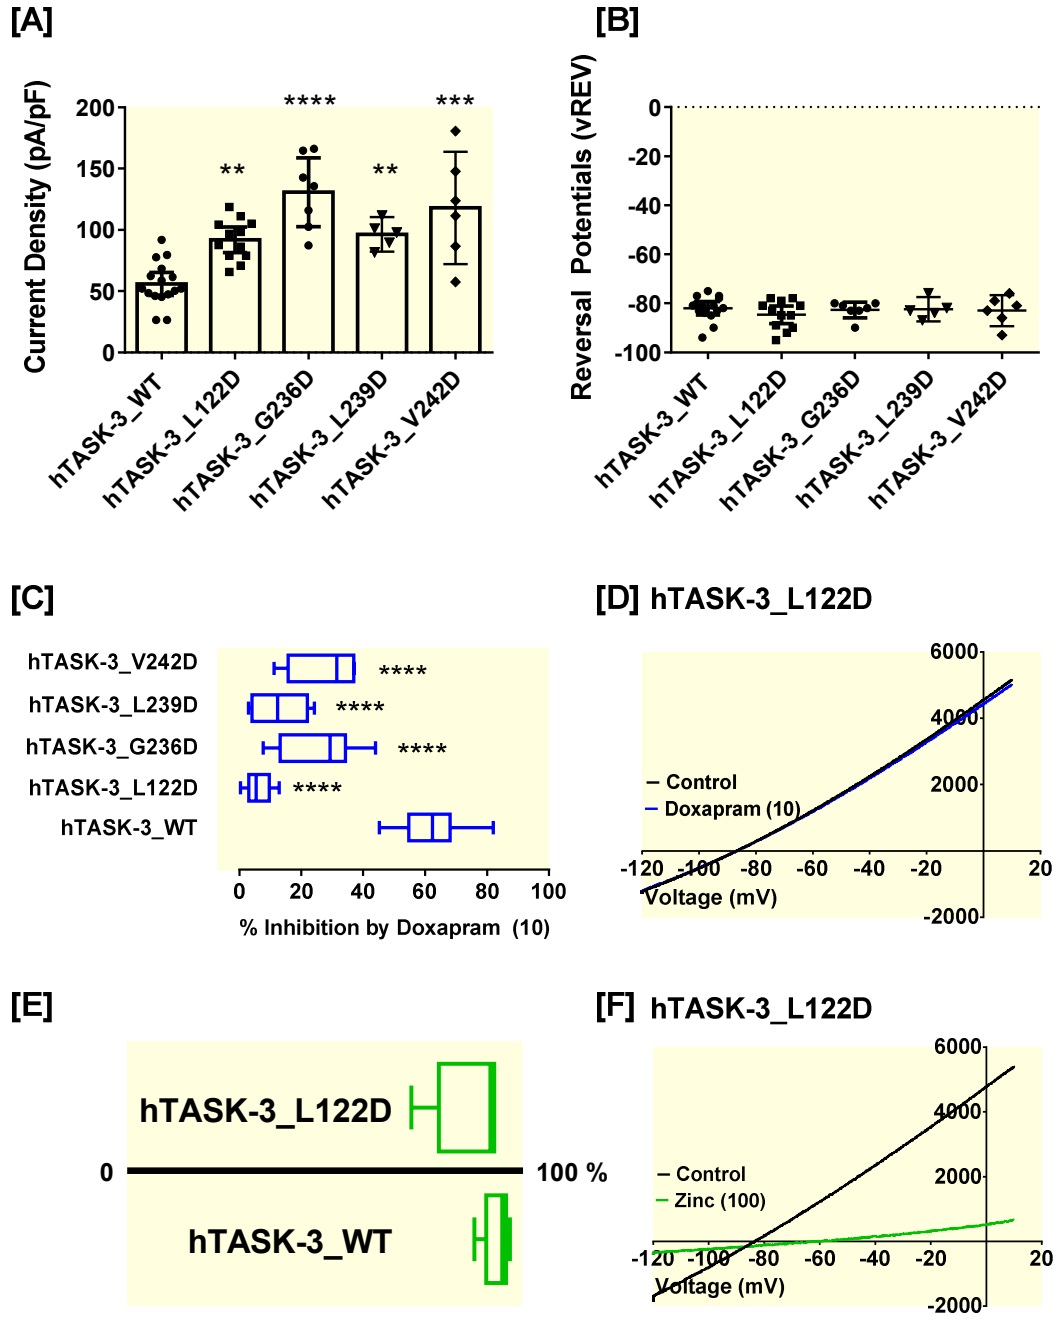 [A]
Current Density (pA/pF)
200
150
100
50
0
**
****
**
***
hTASK-3_WT
hTASK-3_L122D
hTASK-3_G236D
hTASK-3_L239D
hTASK-3_V242D
[B]
Reversal Potentials (vREV)
0
-20
-40
-60
-80
-100
hTASK-3_WT
hTASK-3_L122D
hTASK-3_G236D
hTASK-3_L239D
hTASK-3_V242D
[C]
hTASK-3_V242D
****
hTASK-3_L239D
****
hTASK-3_G236D
****
hTASK-3_L122D
****
hTASK-3_WT
0 20 40 60 80 100
% Inhibition by Doxapram (10)
[D] hTASK-3_L122D
6000
4000
Control
2000
Doxapram (10)
-120 -100 -80 -60 -40 -20 20
Voltage (mV)
-2000
[E]
hTASK-3_L122D
0 100 %
hTASK-3_WT
[F] hTASK-3_L122D
6000
4000
Control
2000
Zinc (100)
-120 -100 -80 -60 -40 -20 20
Voltage (mV)
-2000